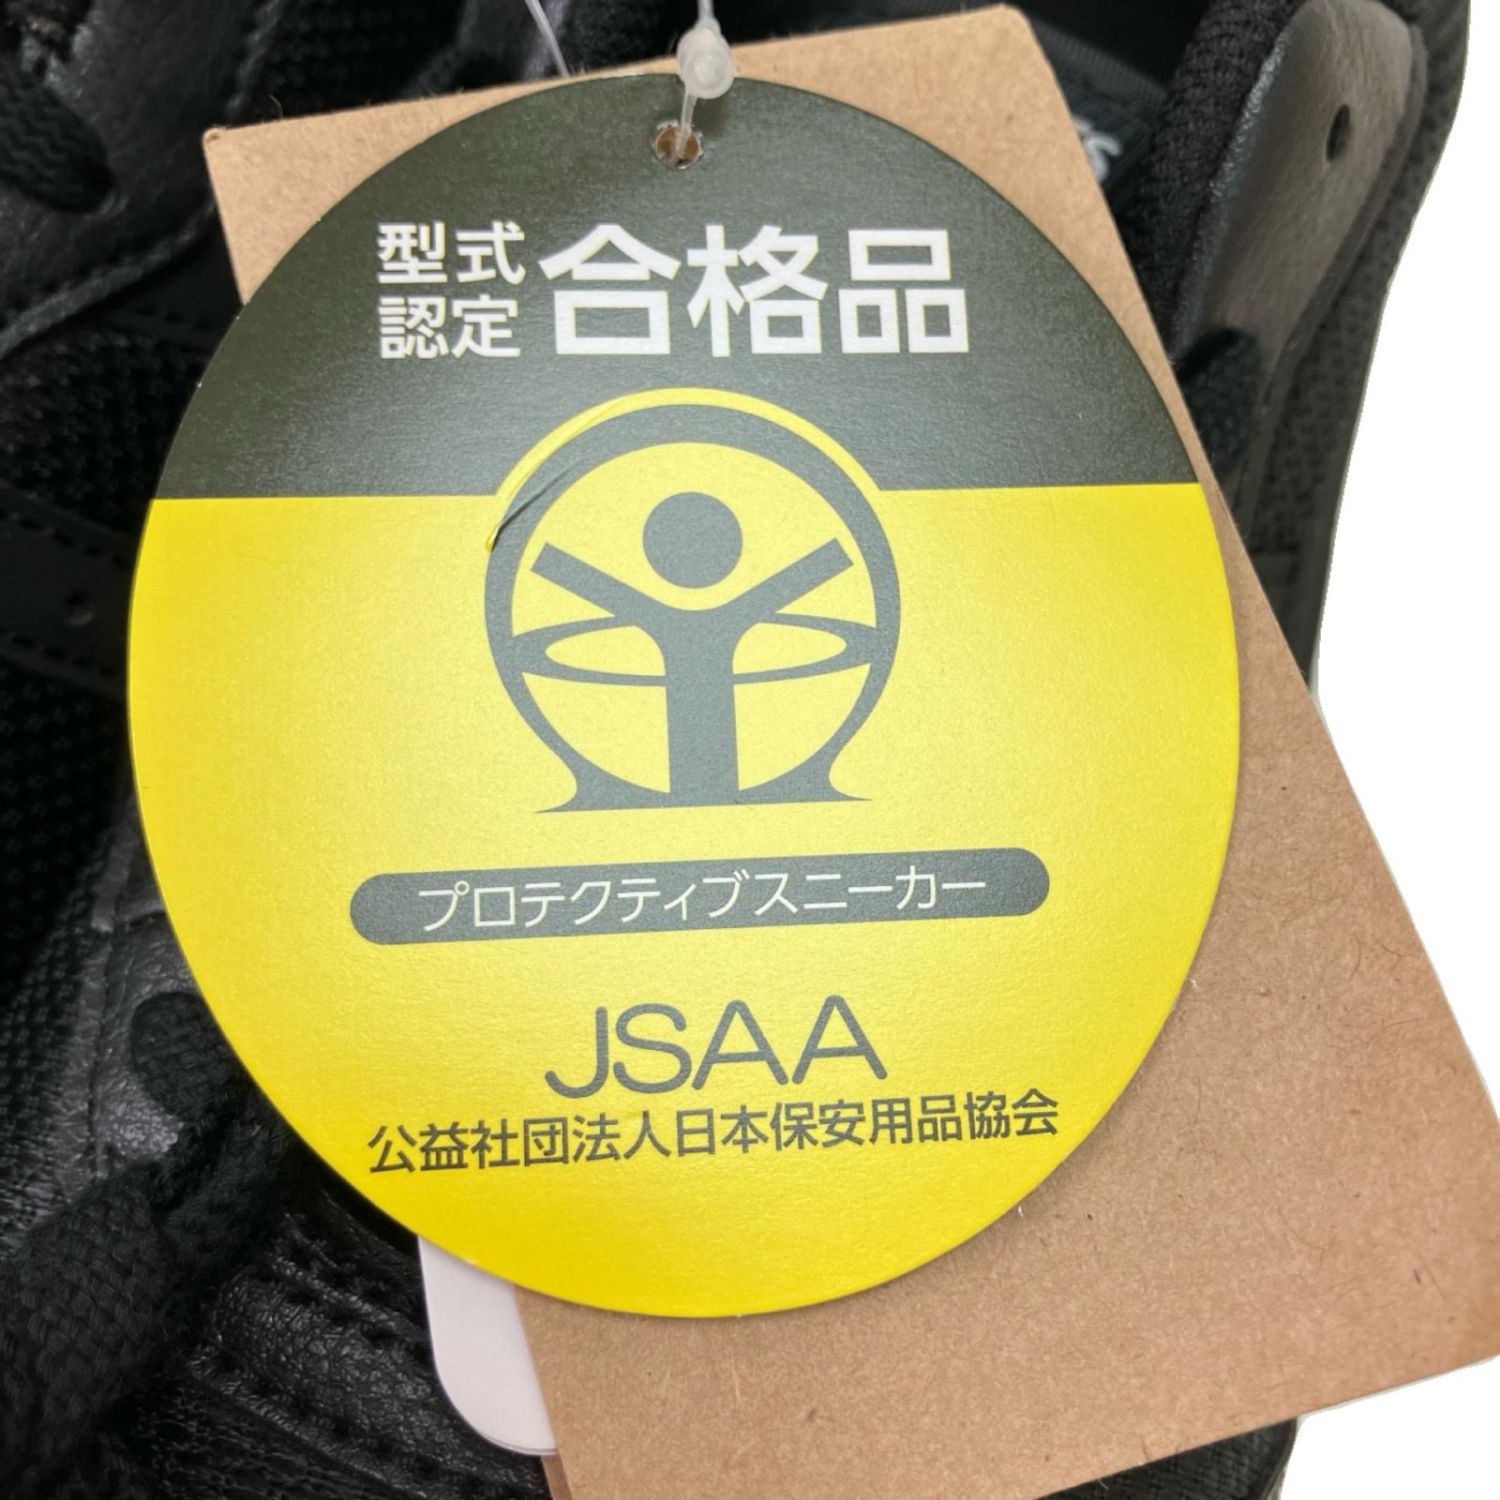 型式
認定 合格品
プロテクティブスニーカー
JSAA
公益社団法人日本保安用品協会